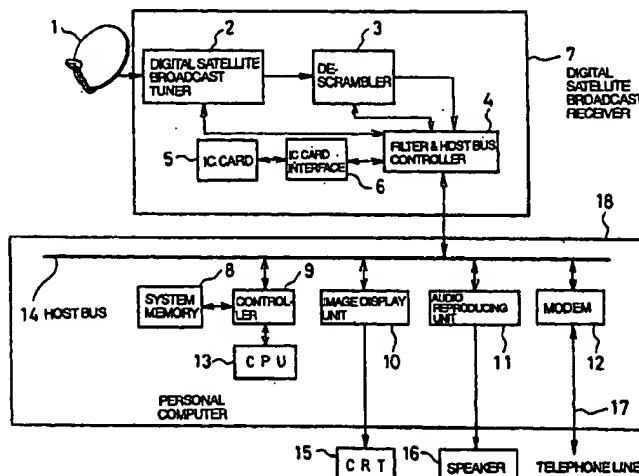 1
2
3
DIGITAL SATELLITE
BROADCAST
TUNER
DE-
SCRAMBLER
7
DIGITAL
SATELLITE
BROADCAST
RECEIVER
4
FILTER & HOST BUS
CONTROLLER
5
IC CARD
IC CARD
INTERFACE
6
18
14 HOST BUS
8
SYSTEM
MEMORY
9
CONTROL-
LER
IMAGE DISPLAY
UNIT
10
AUDIO
REPRODUCING
UNIT
11
MODEM
12
13
CPU
PERSONAL
COMPUTER
17
15
CRT
16
SPEAKER
TELEPHONE LINE